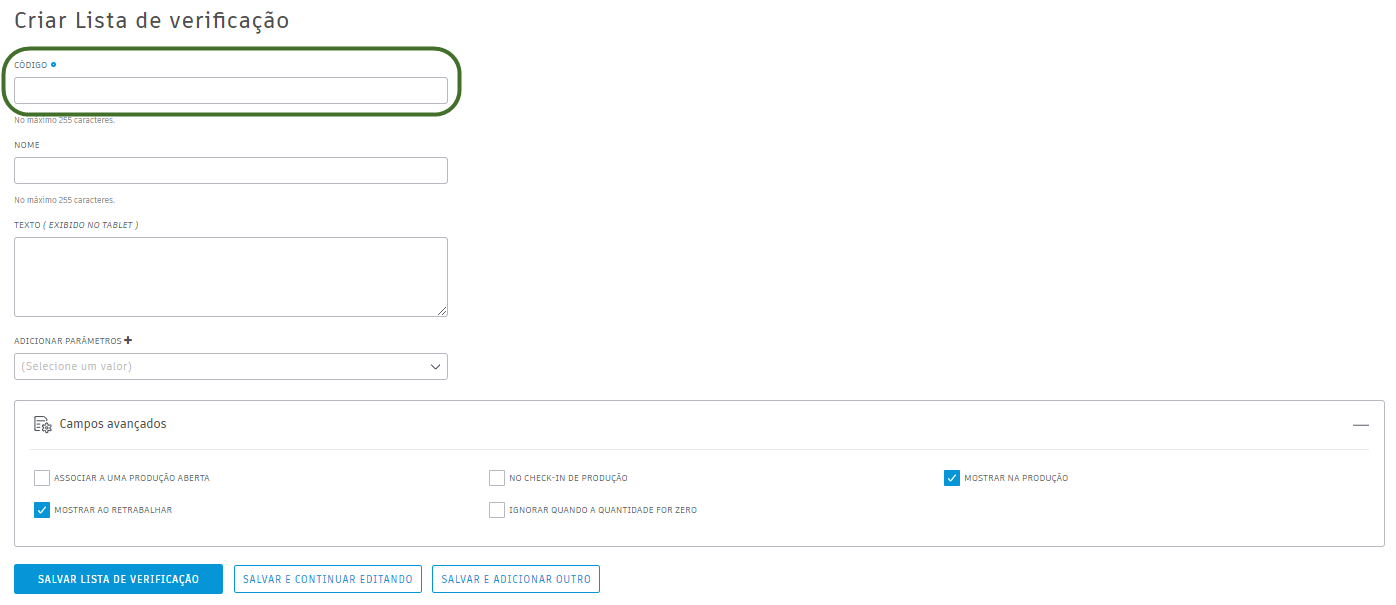 Criar Lista de verificação
CÓDIGO
No máximo 255 caracteres.
NOME
No máximo 255 caracteres.
TEXTO ( EXIBIDO NO TABLET )
ADICIONAR PARÂMETROS
(Selecione um valor)
Campos avançados
ASSOCIAR A UMA PRODUÇÃO ABERTA
NO CHECK-IN DE PRODUÇÃO
MOSTRAR NA PRODUÇÃO
MOSTRAR AO RETRABALHAR
IGNORAR QUANDO A QUANTIDADE FOR ZERO
SALVAR LISTA DE VERIFICAÇÃO
SALVAR E CONTINUAR EDITANDO
SALVAR E ADICIONAR OUTRO